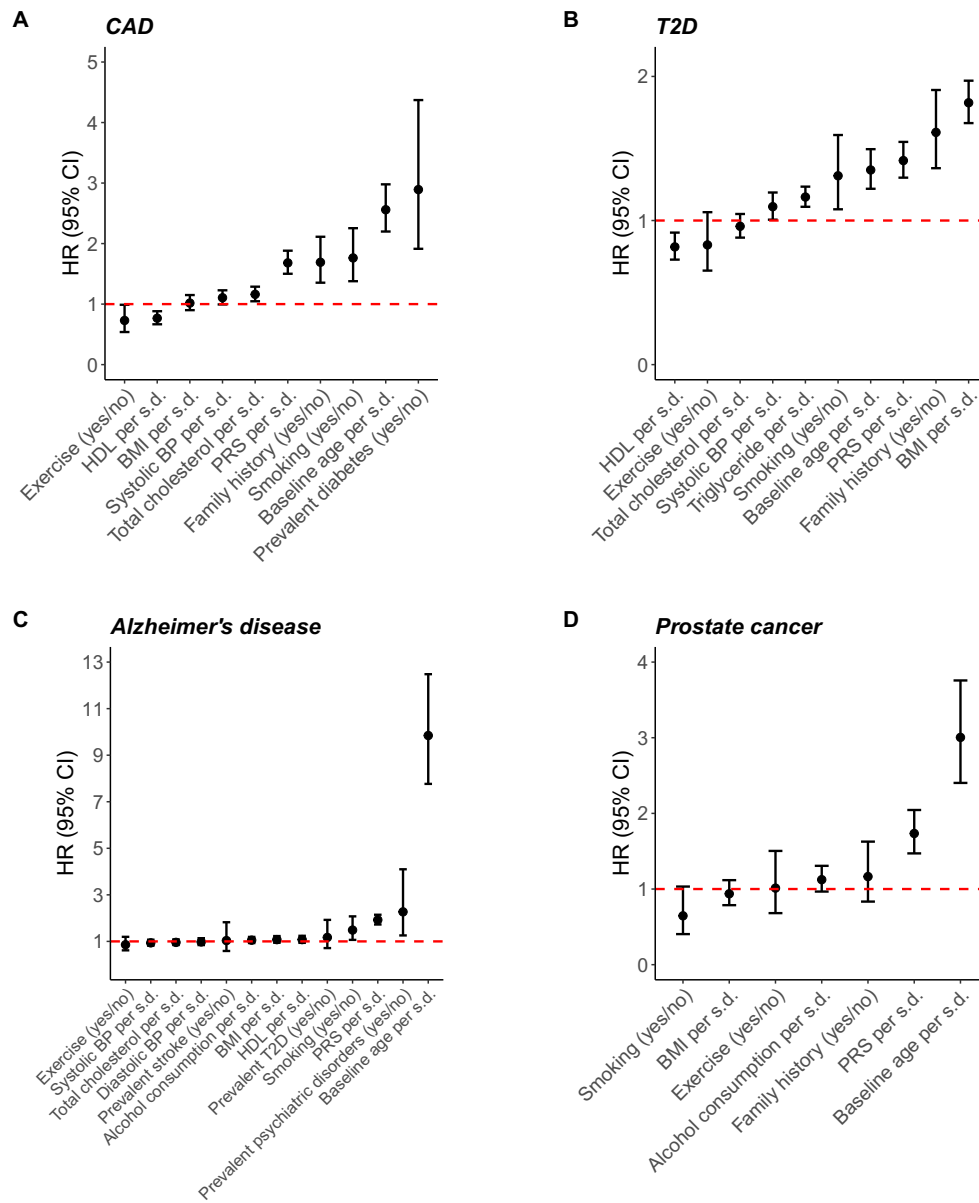 A
CAD
HR (95% CI)
5
4
3
2
1
0
Exercise (yes/no)
HDL per s.d.
BMI per s.d.
Systolic BP per s.d.
Total cholesterol per s.d.
PRS per s.d.
Family history (yes/no)
Smoking (yes/no)
Baseline age per s.d.
Prevalent diabetes (yes/no)
B
T2D
HR (95% CI)
2
1
0
HDL per s.d.
Exercise (yes/no)
Total cholesterol per s.d.
Systolic BP per s.d.
Triglyceride per s.d.
Smoking (yes/no)
Baseline age per s.d.
PRS per s.d.
Family history (yes/no)
BMI per s.d.
C
Alzheimer's disease
HR (95% CI)
13
11
9
7
5
3
1
Exercise (yes/no)
Systolic BP per s.d.
Total cholesterol per s.d.
Diastolic BP per s.d.
Prevalent stroke (yes/no)
Alcohol consumption per s.d.
BMI per s.d.
HDL per s.d.
Prevalent T2D (yes/no)
Smoking (yes/no)
PRS per s.d.
Prevalent psychiatric disorders (yes/no)
Baseline age per s.d.
D
Prostate cancer
HR (95% CI)
4
3
2
1
0
Smoking (yes/no)
BMI per s.d.
Exercise (yes/no)
Alcohol consumption per s.d.
Family history (yes/no)
PRS per s.d.
Baseline age per s.d.